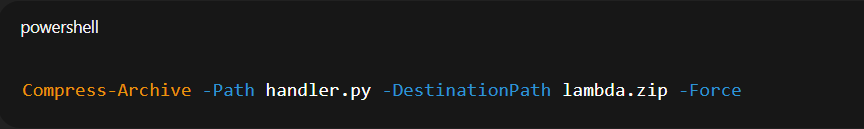 powershell
Compress-Archive -Path handler.py -DestinationPath lambda.zip -Force